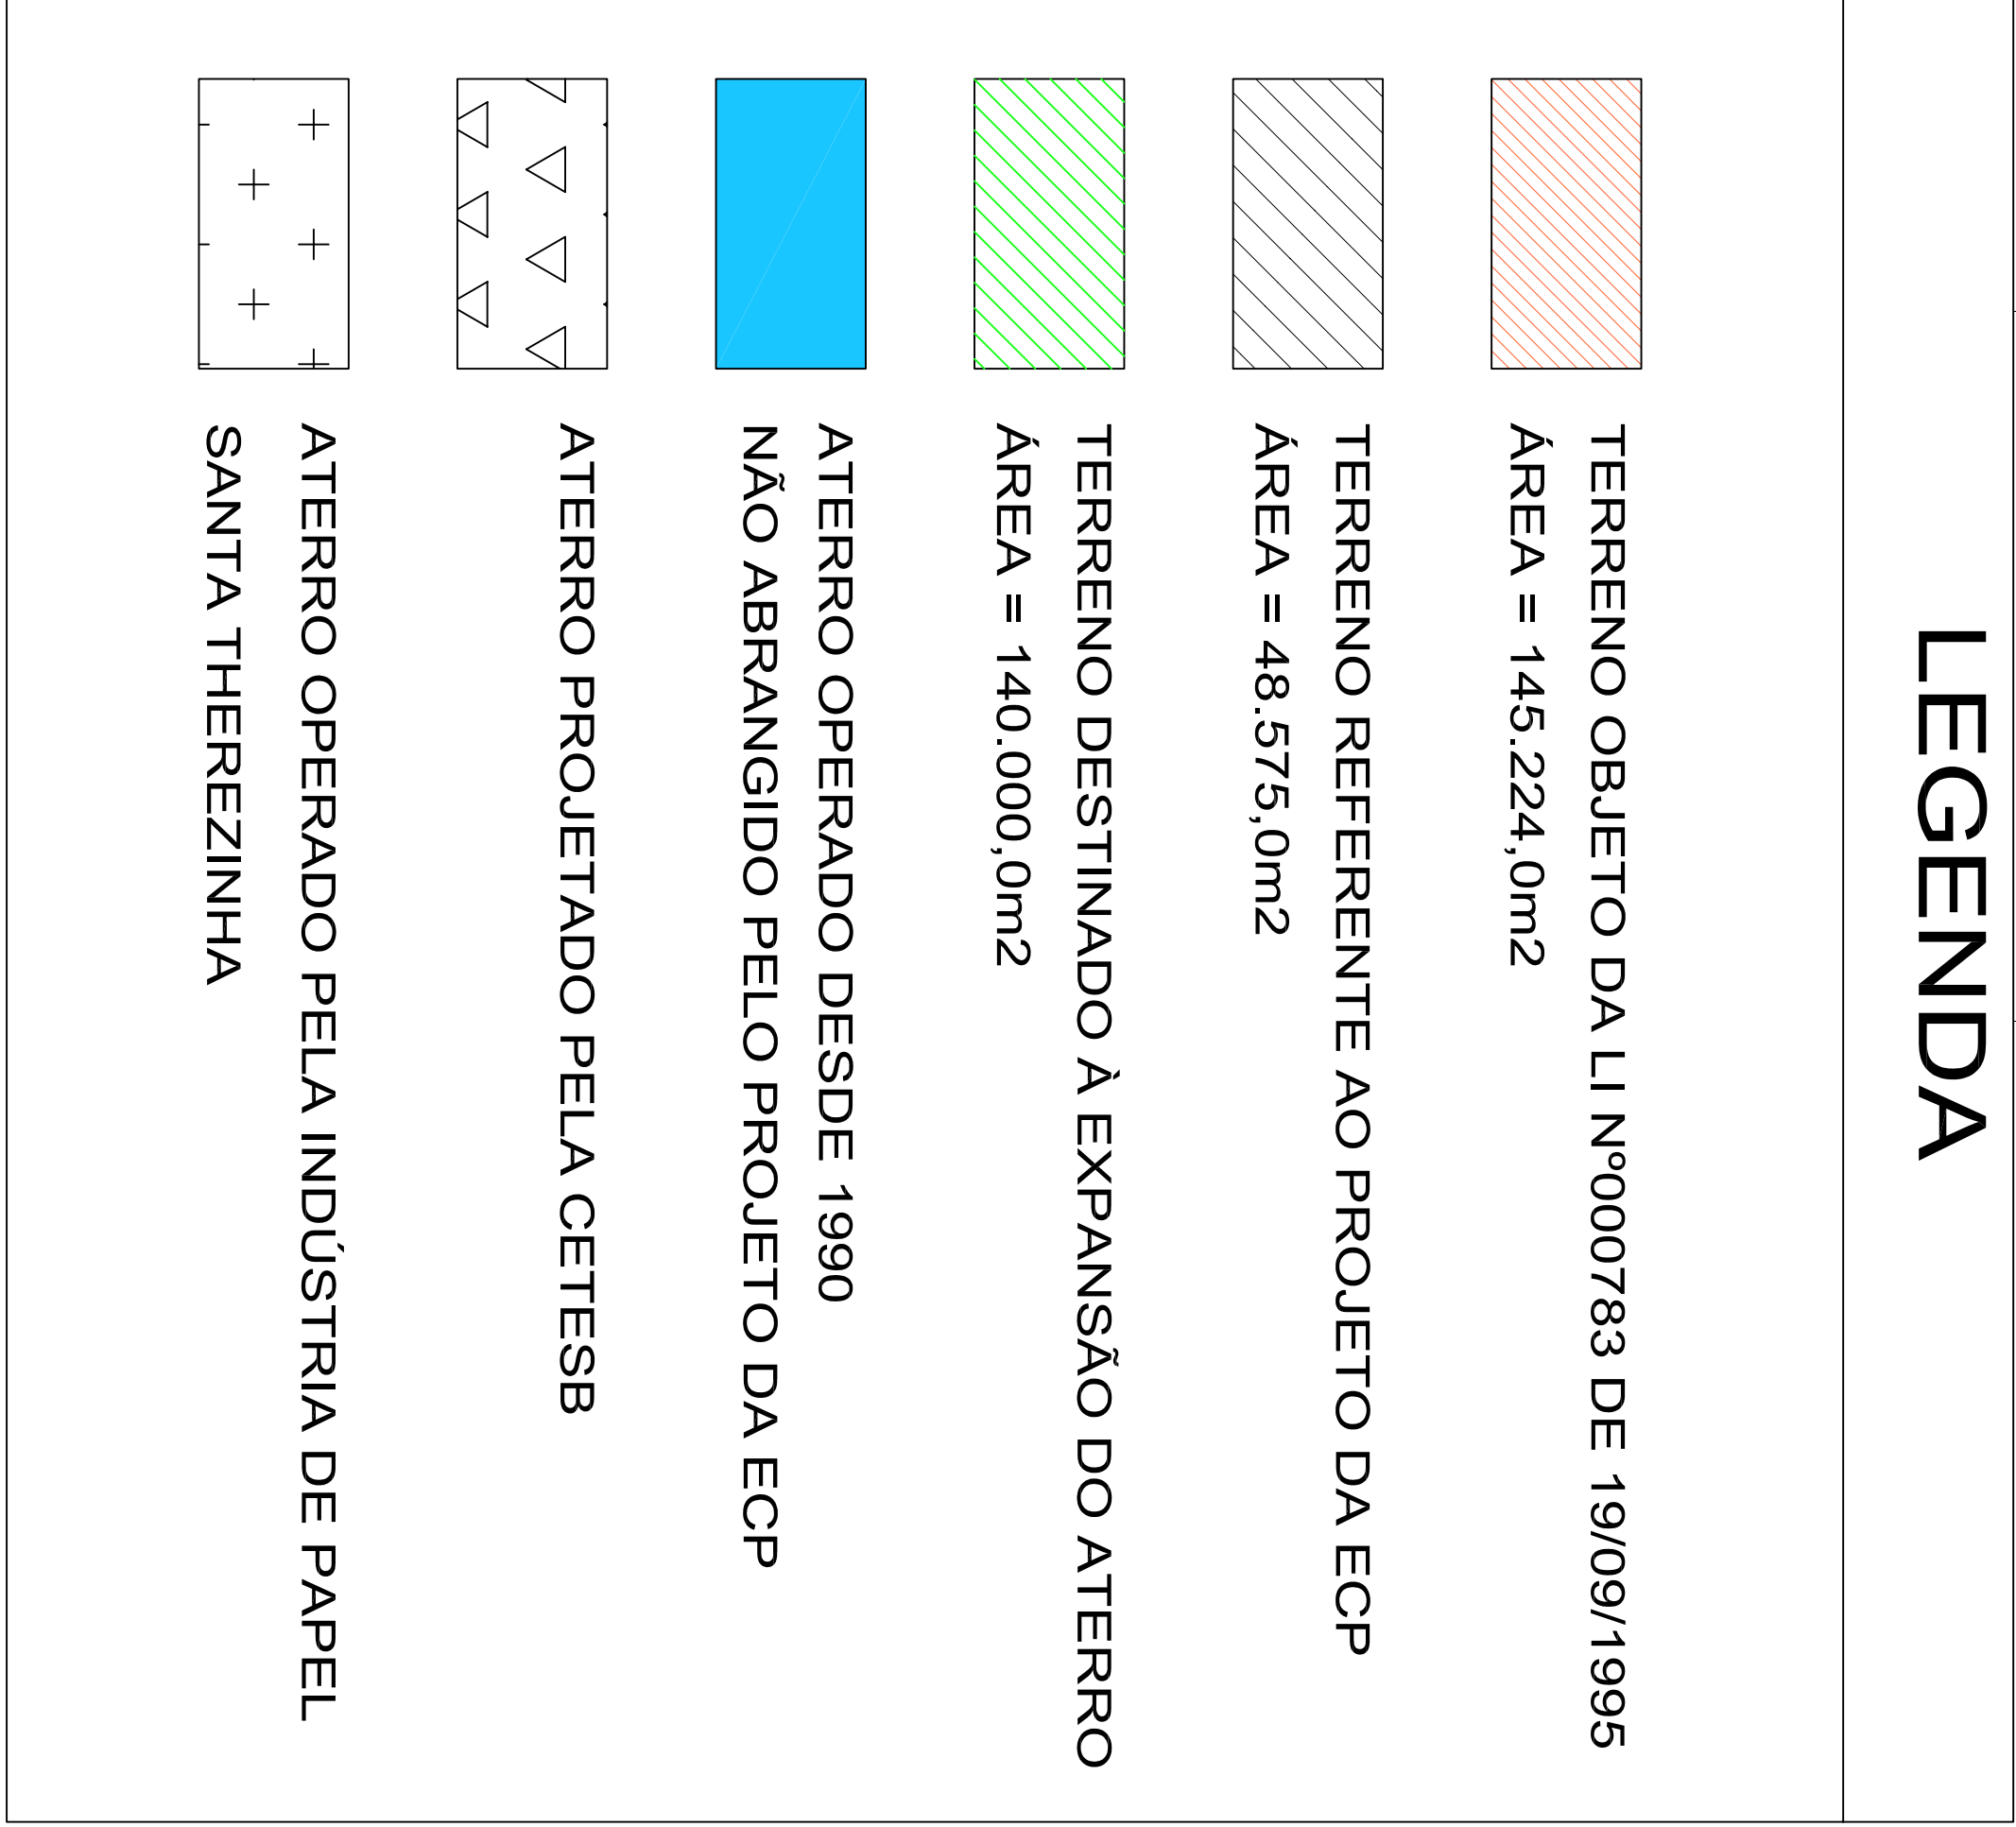 LEGENDA
TERRENO OBJETO DA LI Nº000783 DE 19/09/1995
ÁREA = 145.224,0m2
TERRENO REFERENTE AO PROJETO DA ECP
ÁREA = 48.575,0m2
TERRENO DESTINADO À EXPANSÃO DO ATERRO
ÁREA = 140.000,0m2
ATERRO OPERADO DESDE 1990
NÃO ABRANGIDO PELO PROJETO DA ECP
ATERRO PROJETADO PELA CETESB
ATERRO OPERADO PELA INDÚSTRIA DE PAPEL
SANTA THEREZINHA